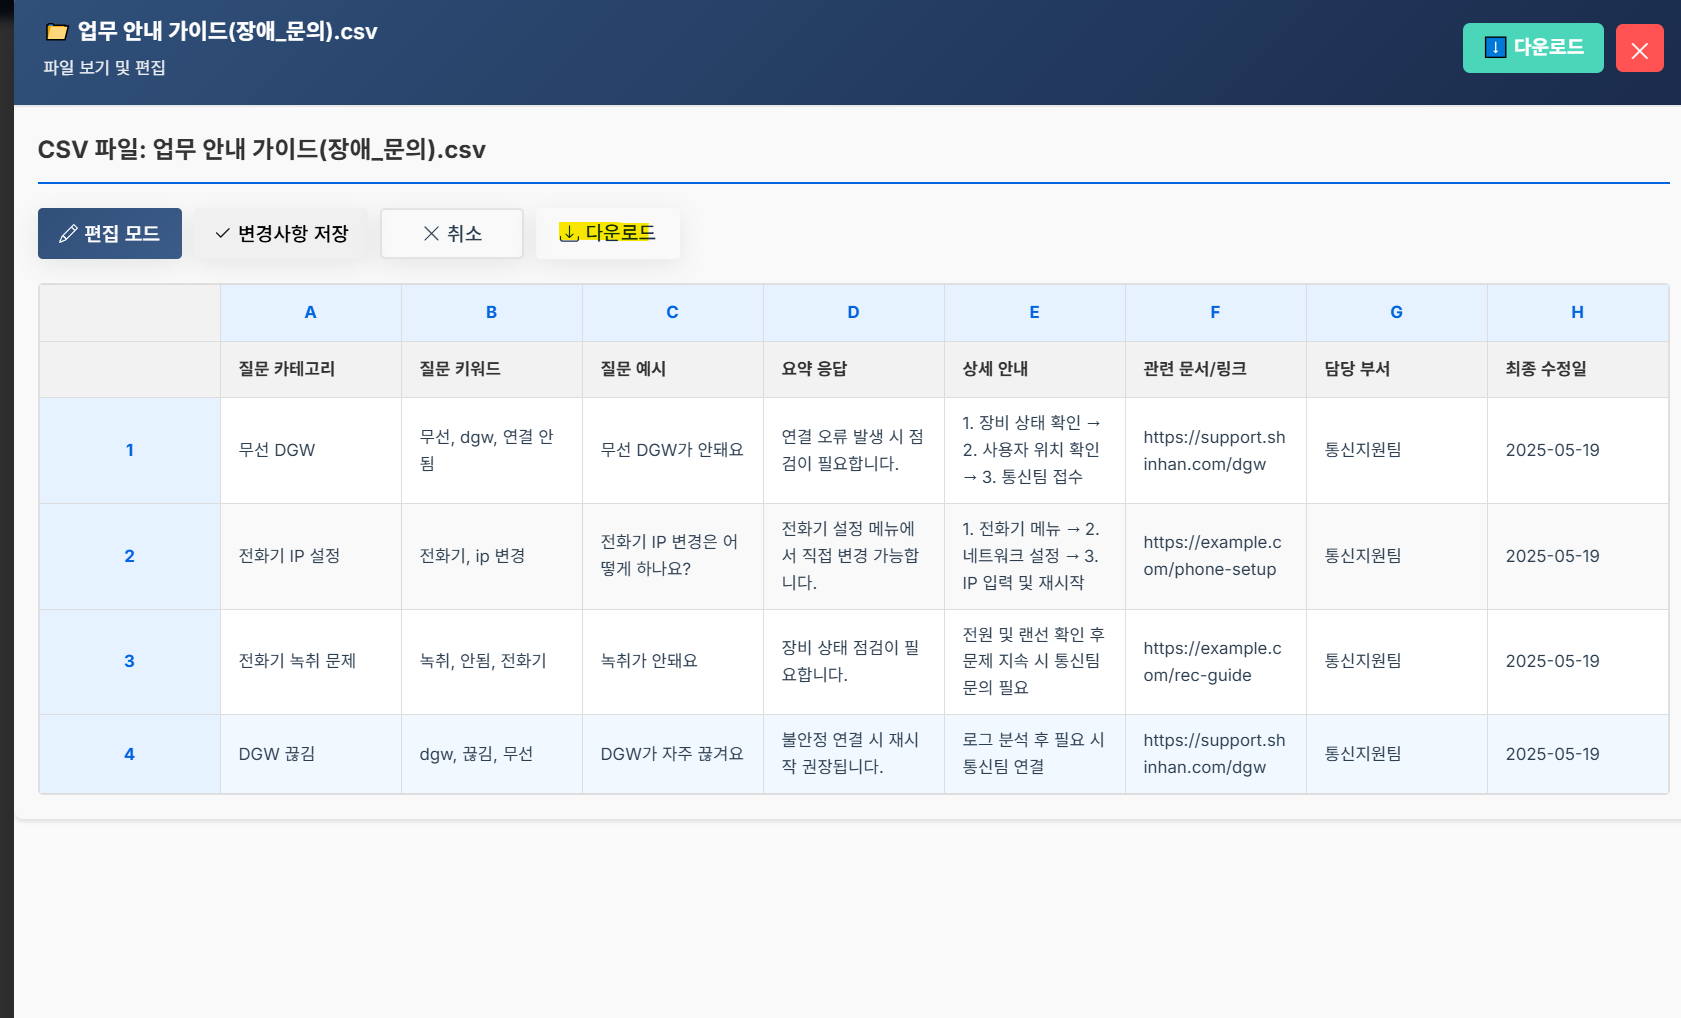 업무 안내 가이드(장애_문의).csv
파일 보기 및 편집
다운로드
CSV 파일: 업무 안내 가이드(장애_문의).csv
편집 모드
변경사항 저장
취소
다운로드
A B C D E F G H
질문 카테고리 질문 키워드 질문 예시 요약 응답 상세 안내 관련 문서/링크 담당 부서 최종 수정일
1
무선 DGW
무선, dgw, 연결 안
됨
무선 DGW가 안돼요
연결 오류 발생 시 점
검이 필요합니다.
1. 장비 상태 확인 →
2. 사용자 위치 확인
→ 3. 통신팀 접수
https://support.sh
inhan.com/dgw
통신지원팀
2025-05-19
2
전화기 IP 설정
전화기, ip 변경
전화기 IP 변경은 어
떻게 하나요?
전화기 설정 메뉴에
서 직접 변경 가능합
니다.
1. 전화기 메뉴 → 2.
네트워크 설정 → 3.
IP 입력 및 재시작
https://example.c
om/phone-setup
통신지원팀
2025-05-19
3
전화기 녹취 문제
녹취, 안됨, 전화기
녹취가 안돼요
장비 상태 점검이 필
요합니다.
전원 및 랜선 확인 후
문제 지속 시 통신팀
문의 필요
https://example.c
om/rec-guide
통신지원팀
2025-05-19
4
DGW 끊김
dgw, 끊김, 무선
DGW가 자주 끊겨요
불안정 연결 시 재시
작 권장됩니다.
로그 분석 후 필요 시
통신팀 연결
https://support.sh
inhan.com/dgw
통신지원팀
2025-05-19